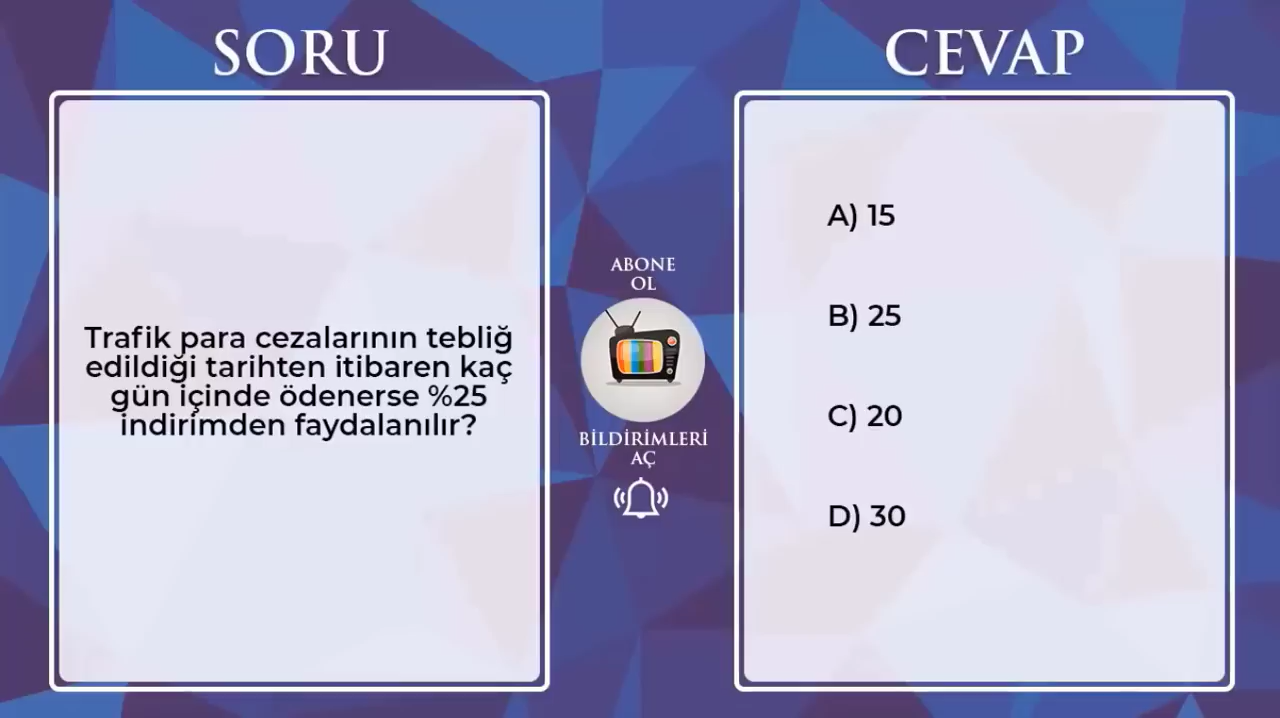 SORU
Trafik para cezalarının tebliğ
edildiği tarihten itibaren kaç
gün içinde ödenerse %25
indirimden faydalanılır?
ABONE
OL
BİLDİRİMLERİ
AÇ
CEVAP
A) 15
B) 25
C) 20
D) 30